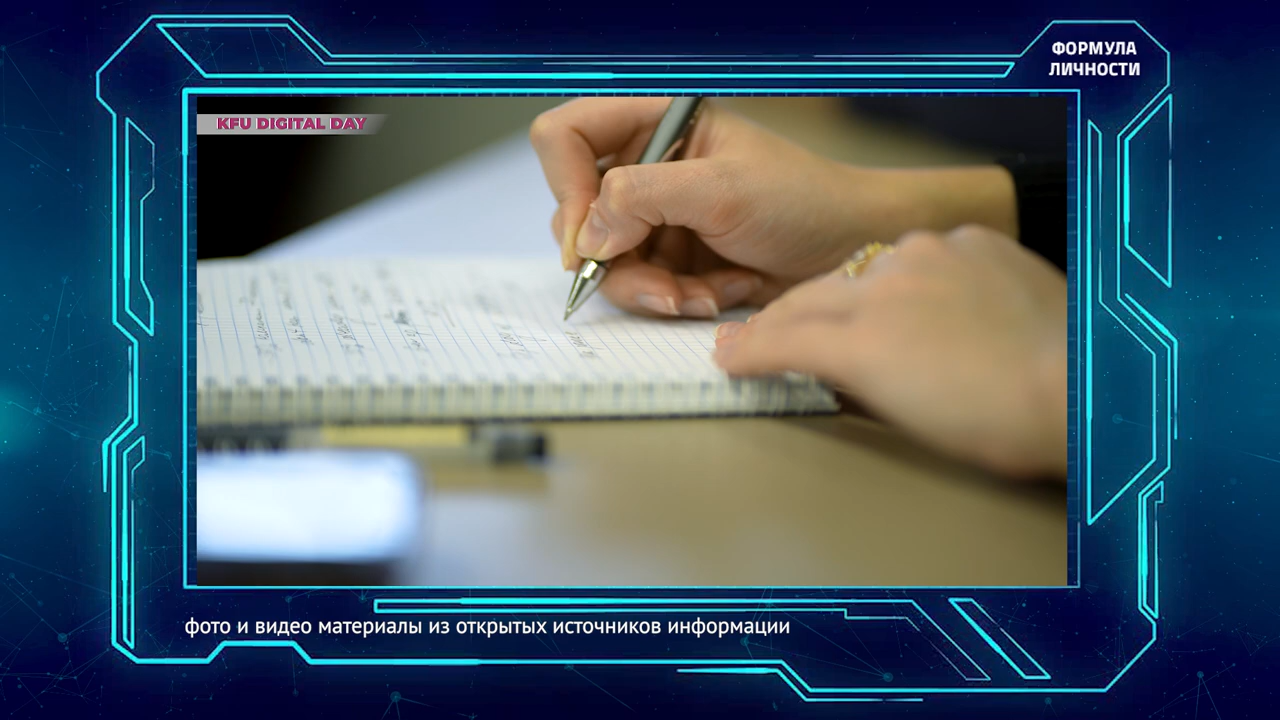 ФОРМУЛА
ЛИЧНОСТИ
KFU DIGITAL DAY
фото и видео материалы из открытых источников информации